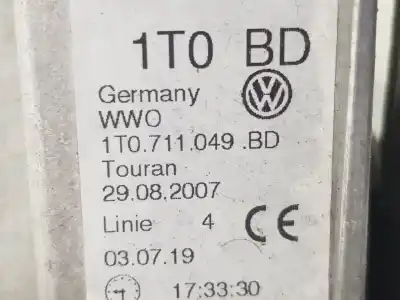 1T0 BD
Germany
WWO
1T0.711.049 .BD
Touran
29.08.2007
Linie 4 CE
03.07.19
17:33:30